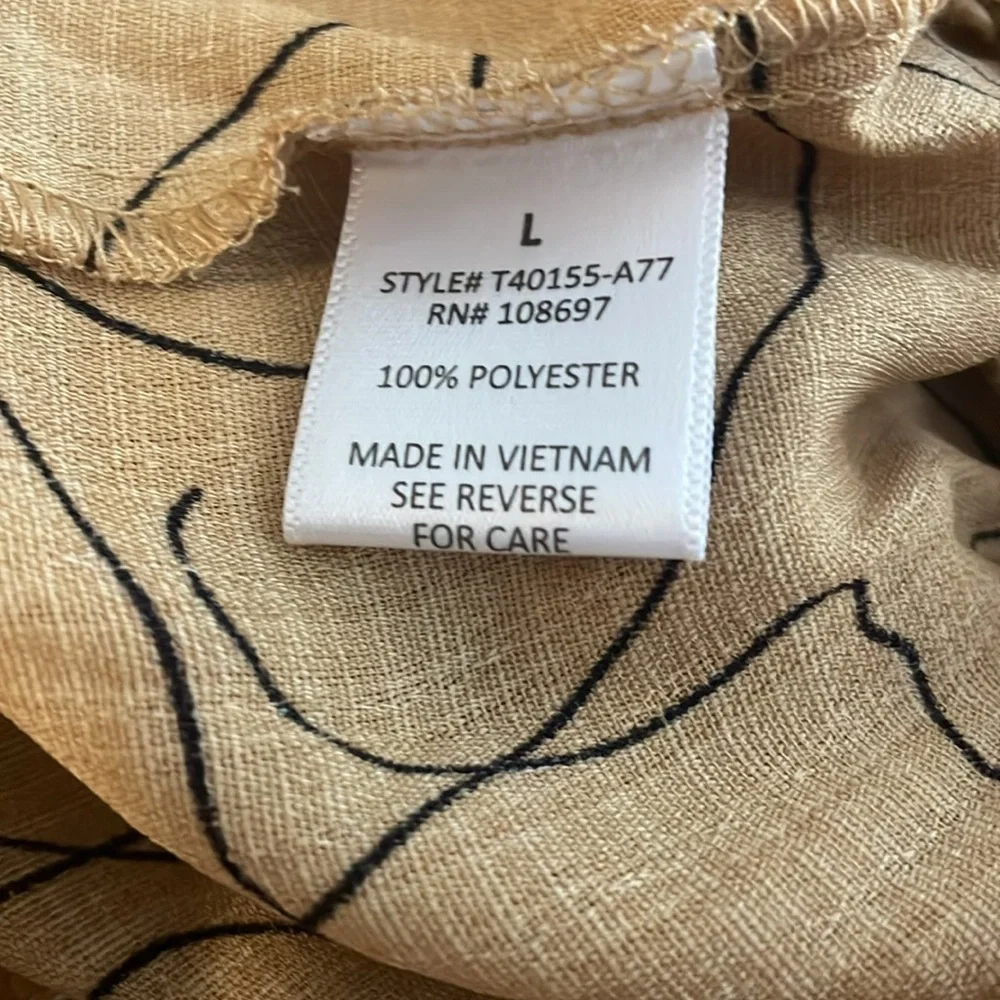 L
STYLE# T40155-A77
RN# 108697
100% POLYESTER
MADE IN VIETNAM
SEE REVERSE
FOR CARE